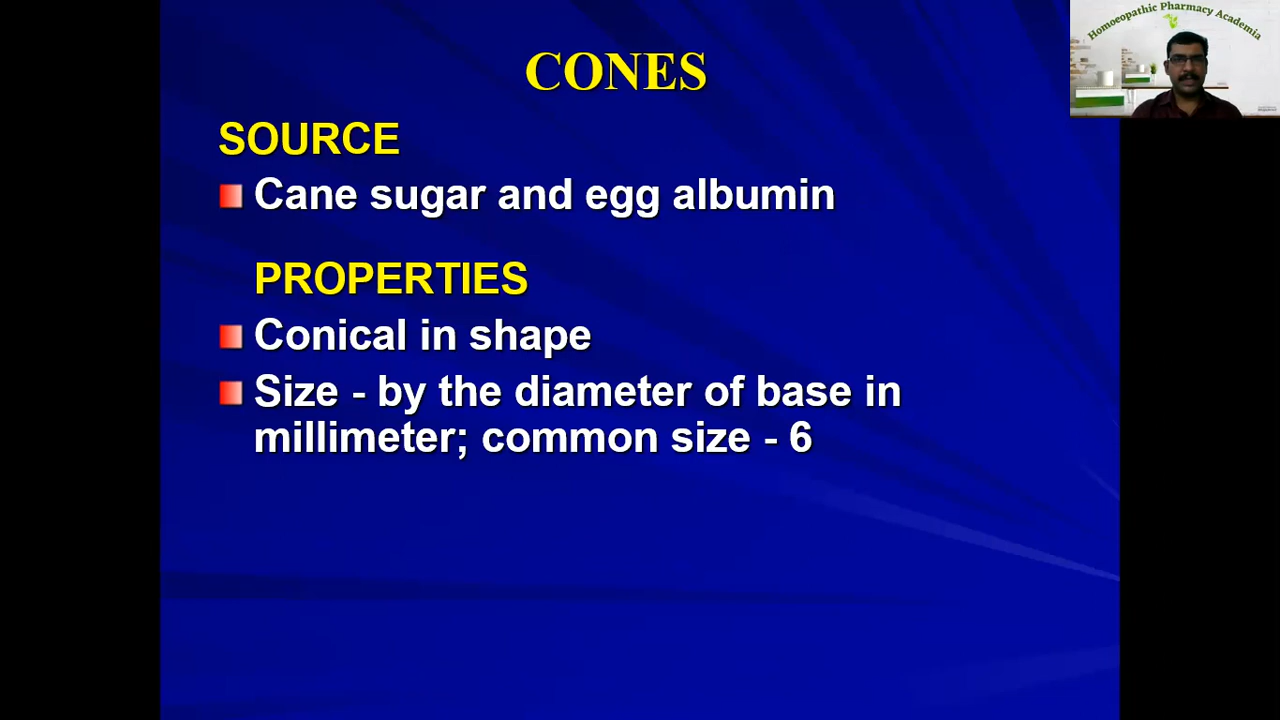 Homoeopathic Pharmacy Academia
CONES
SOURCE
Cane sugar and egg albumin
PROPERTIES
Conical in shape
Size - by the diameter of base in
millimeter; common size - 6